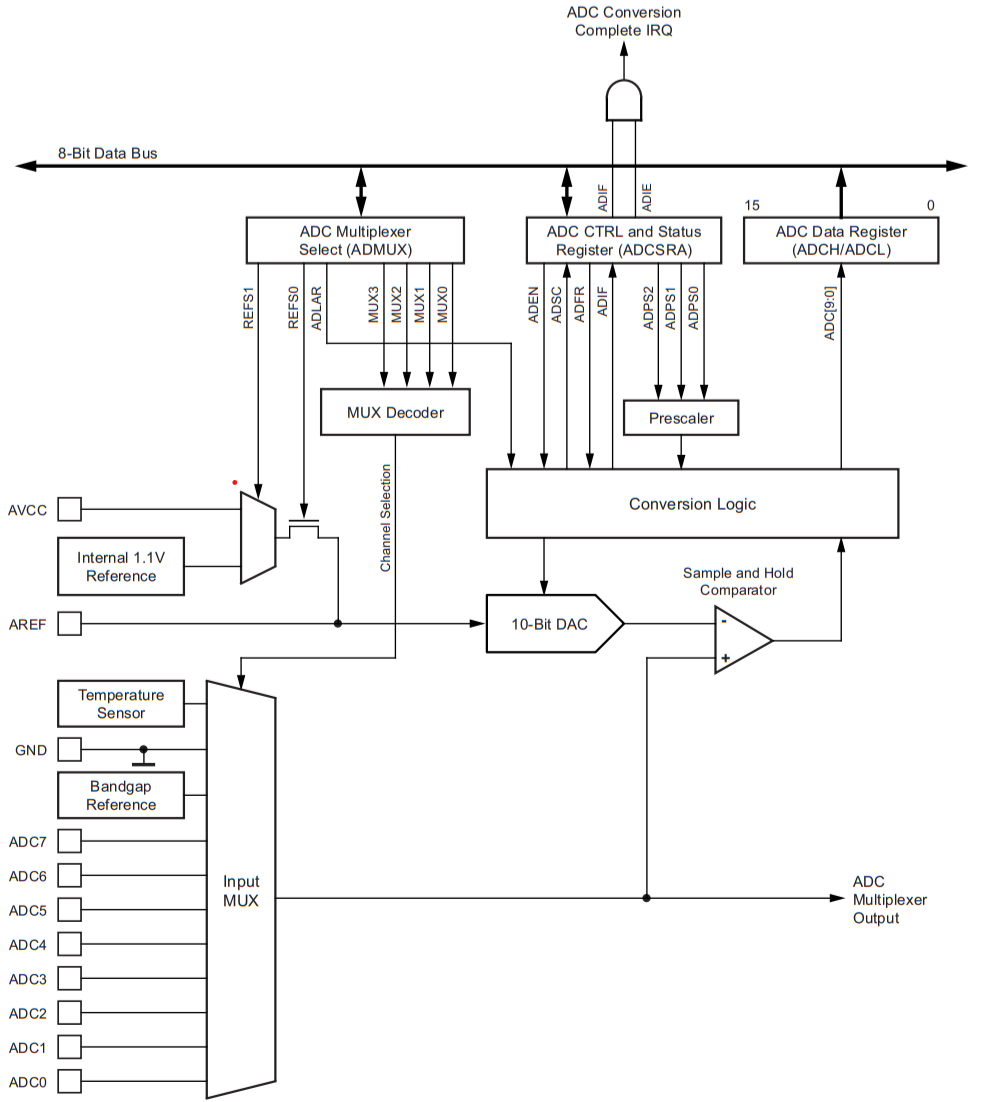 ADC Conversion
Complete IRQ
8-Bit Data Bus
ADIF
ADIE
15
0
ADC Multiplexer
Select (ADMUX)
ADC CTRL and Status
Register (ADCSRA)
ADC Data Register
(ADCH/ADCL)
REFS1
REFS0
ADLAR
MUX3
MUX2
MUX1
MUX0
ADEN
ADSC
ADFR
ADIF
ADPS2
ADPS1
ADPS0
ADC[9:0]
MUX Decoder
Prescaler
Channel Selection
Conversion Logic
AVCC
Internal 1.1V
Reference
AREF
Sample and Hold
Comparator
10-Bit DAC
-
+
Temperature
Sensor
GND
Bandgap
Reference
ADC7
ADC6
ADC5
ADC4
ADC3
ADC2
ADC1
ADC0
Input
MUX
ADC
Multiplexer
Output